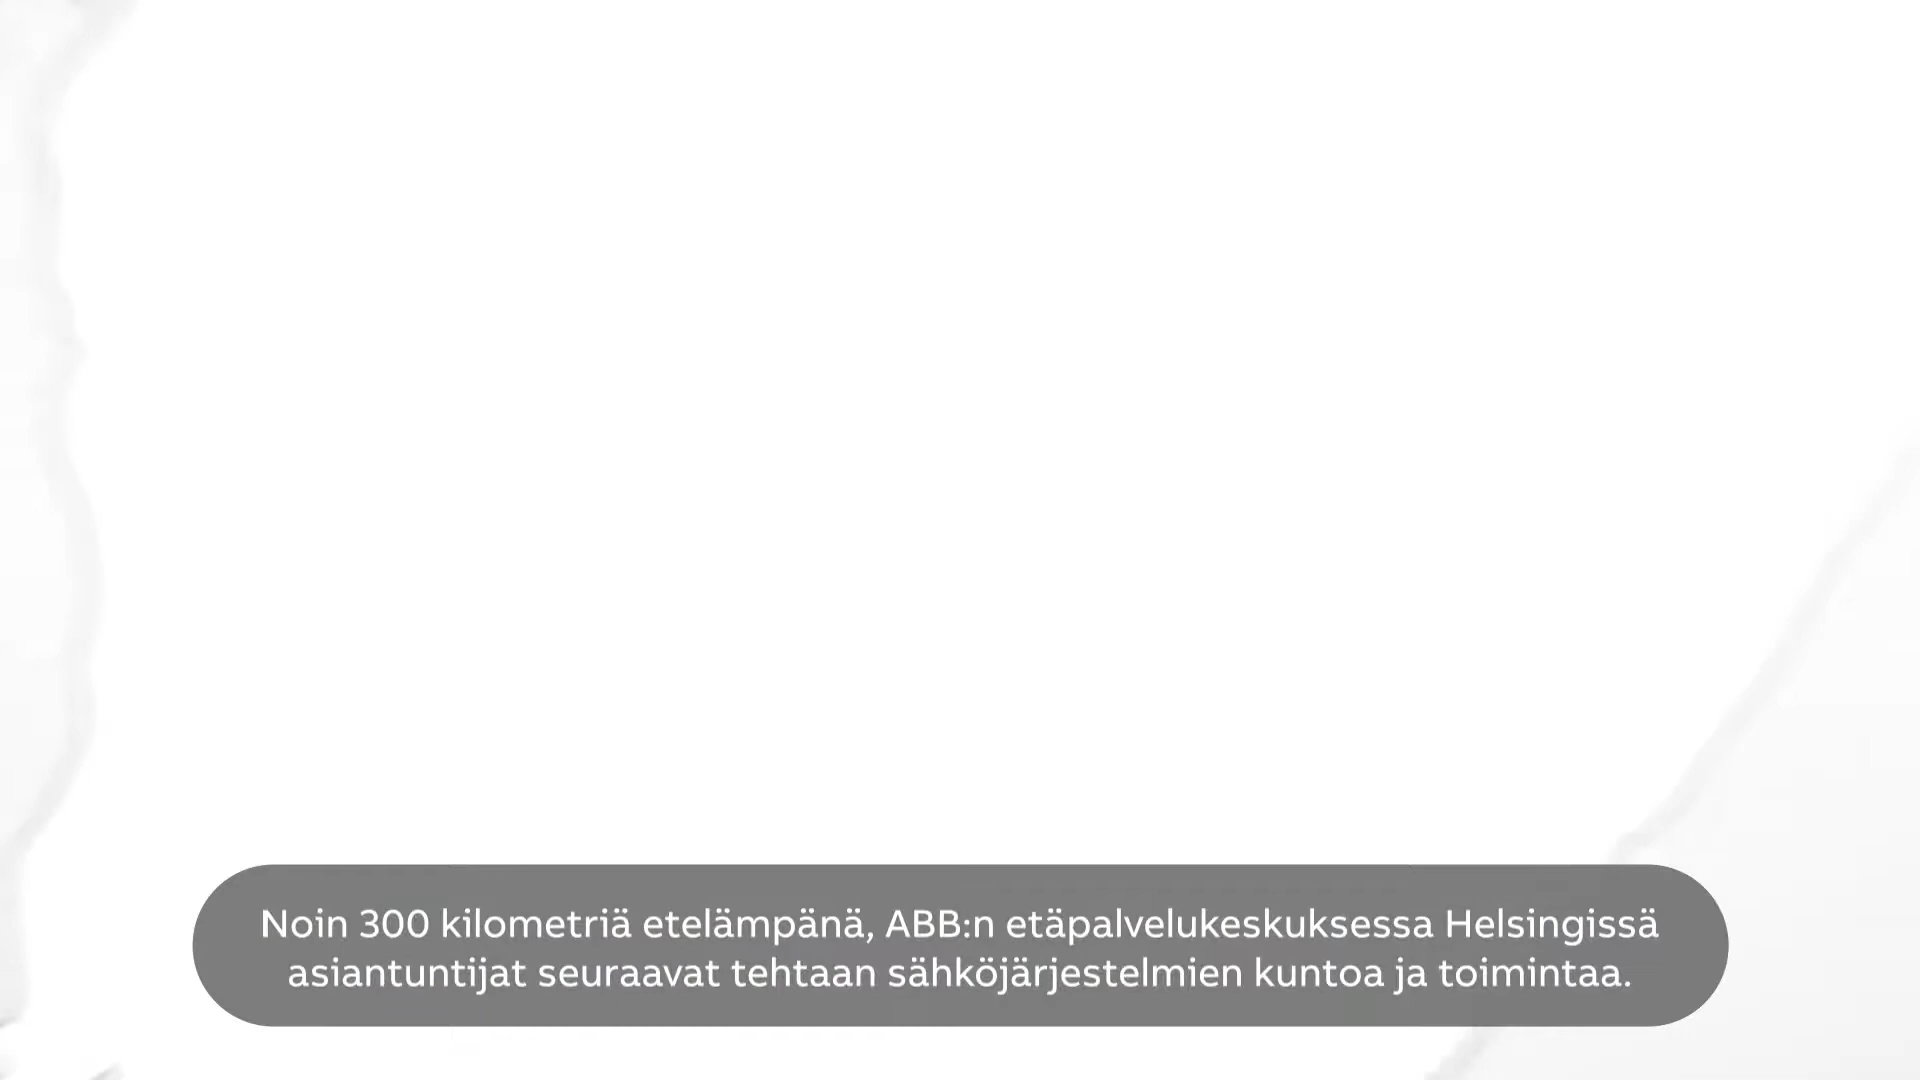 Noin 300 kilometriä etelämpänä, ABB:n etäpalvelukeskuksessa Helsingissä
asiantuntijat seuraavat tehtaan sähköjärjestelmien kuntoa ja toimintaa.